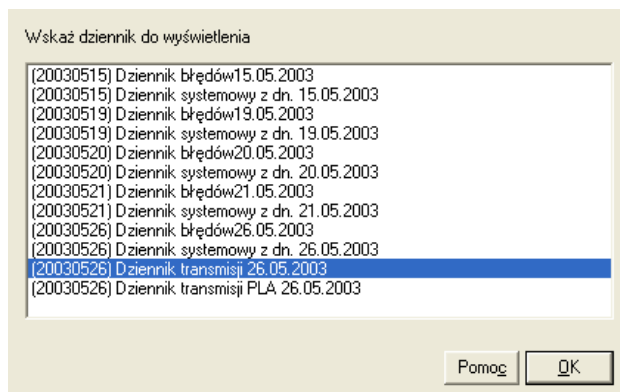 Wskaż dziennik do wyświetlenia
(20030515) Dziennik błędów15.05.2003
(20030515) Dziennik systemowy z dn. 15.05.2003
(20030519) Dziennik błędów19.05.2003
(20030519) Dziennik systemowy z dn. 19.05.2003
(20030520) Dziennik błędów20.05.2003
(20030520) Dziennik systemowy z dn. 20.05.2003
(20030521) Dziennik błędów21.05.2003
(20030521) Dziennik systemowy z dn. 21.05.2003
(20030526) Dziennik błędów26.05.2003
(20030526) Dziennik systemowy z dn. 26.05.2003
(20030526) Dziennik transmisji 26.05.2003
(20030526) Dziennik transmisji PLA 26.05.2003
Pomoc OK